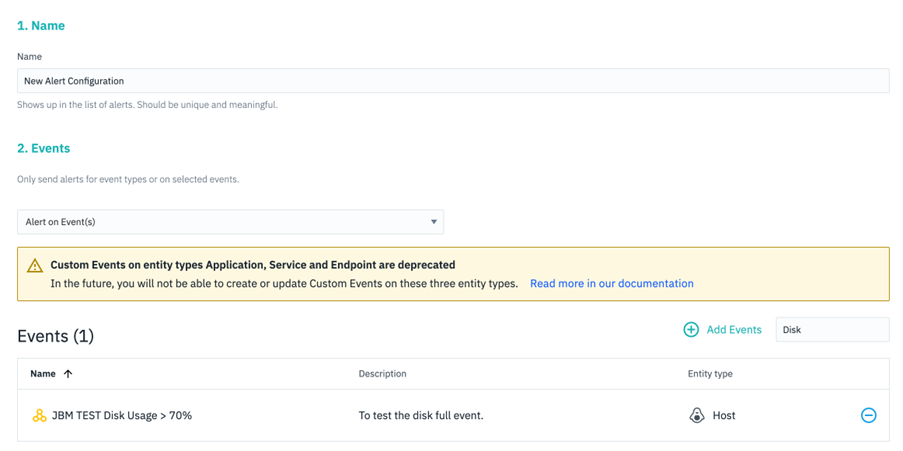 1. Name
Name
New Alert Configuration
Shows up in the list of alerts. Should be unique and meaningful.
2. Events
Only send alerts for event types or on selected events.
Alert on Event(s)
Custom Events on entity types Application, Service and Endpoint are deprecated
In the future, you will not be able to create or update Custom Events on these three entity types. Read more in our documentation
Events (1)
Add Events
Disk
Name Description Entity type
JBM TEST Disk Usage > 70% To test the disk full event. Host